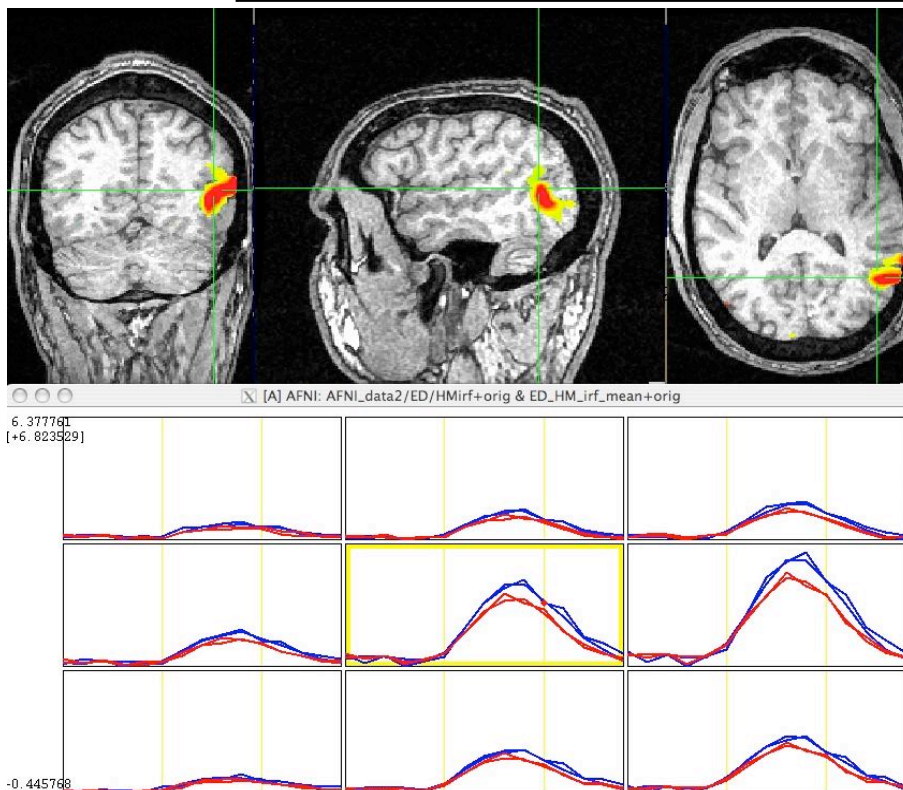 [A] AFNI: AFNI_data2/ED/HMirf+orig & ED_HM_irf_mean+orig
6.377761
[+6.823529]
-0.445768